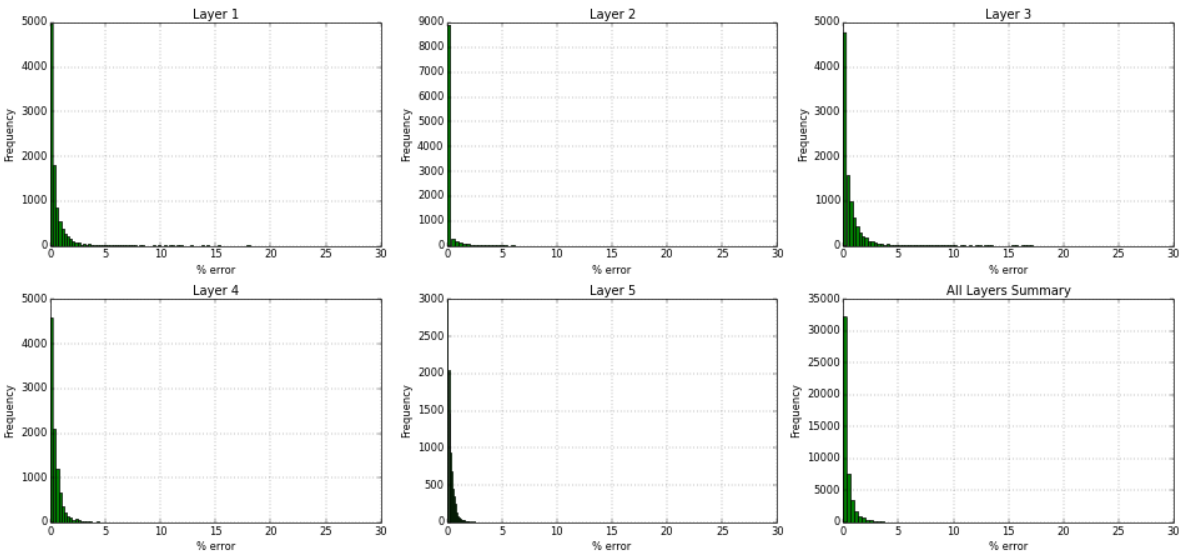 Layer 1
5000
4000
3000
2000
1000
0
Frequency
0 5 10 15 20 25 30
% error
Layer 2
9000
8000
7000
6000
5000
4000
3000
2000
1000
0
Frequency
0 5 10 15 20 25 30
% error
Layer 3
5000
4000
3000
2000
1000
0
Frequency
0 5 10 15 20 25 30
% error
Layer 4
5000
4000
3000
2000
1000
0
Frequency
0 5 10 15 20 25 30
% error
Layer 5
3000
2500
2000
1500
1000
500
0
Frequency
0 5 10 15 20 25 30
% error
All Layers Summary
35000
30000
25000
20000
15000
10000
5000
0
Frequency
0 5 10 15 20 25 30
% error